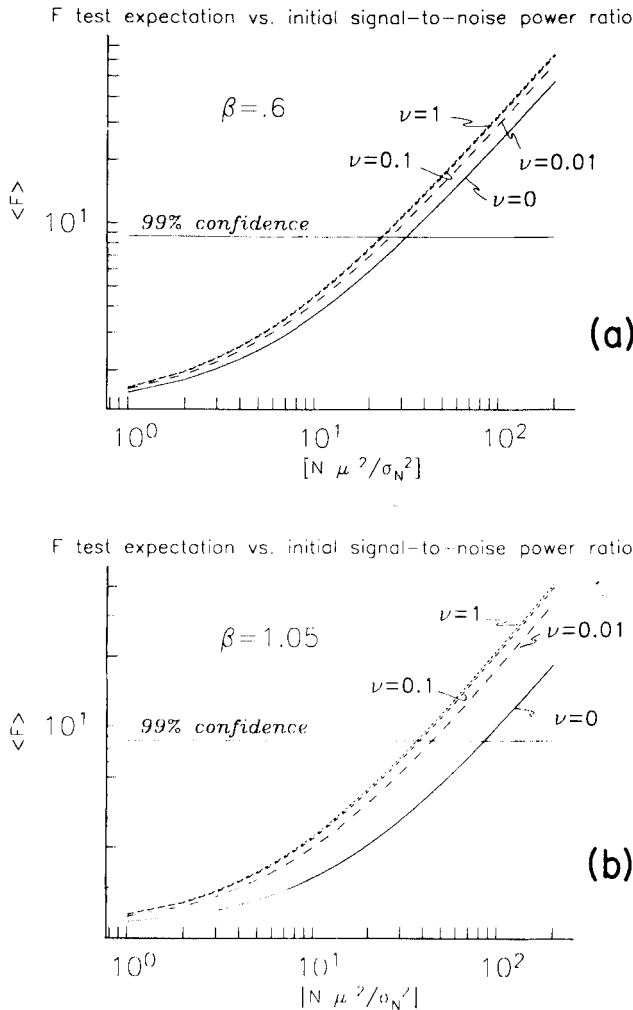 F test expectation vs. initial signal-to-noise power ratio
β=.6
ν=1
ν=0.1
ν=0.01
ν=0
<F>
10¹
99% confidence
(a)
10⁰ 10¹ 10²
[N μ²/σ_N²]
F test expectation vs. initial signal-to-noise power ratio
β=1.05
ν=1
ν=0.01
ν=0.1
ν=0
<F>
10¹
99% confidence
(b)
10⁰ 10¹ 10²
[N μ²/σ_N²]